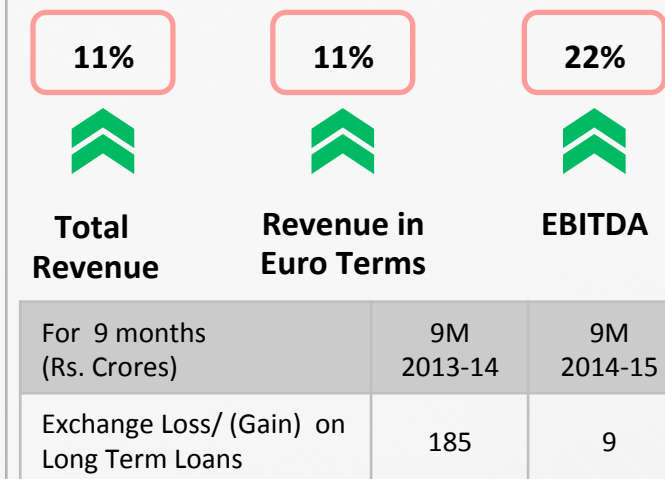 11% 11% 22%
Total Revenue in EBITDA
Revenue Euro Terms
For 9 months 9M 9M
(Rs. Crores) 2013-14 2014-15
Exchange Loss/ (Gain) on 185 9
Long Term Loans